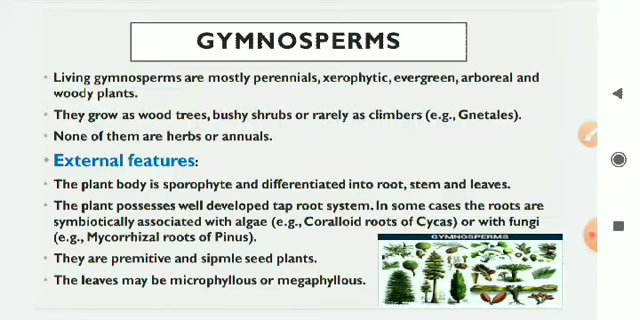 GYMNOSPERMS
Living gymnosperms are mostly perennials, xerophytic, evergreen, arboreal and
woody plants.
They grow as wood trees, bushy shrubs or rarely as climbers (e.g., Gnetales).
None of them are herbs or annuals.
External features:
The plant body is sporophyte and differentiated into root, stem and leaves.
The plant possesses well developed tap root system. In some cases the roots are
symbiotically associated with algae (e.g., Coralloid roots of Cycas) or with fungi
(e.g., Mycorrhizal roots of Pinus).
GYMNOSPERMS
They are premitive and sipmle seed plants.
The leaves may be microphyllous or megaphyllous.